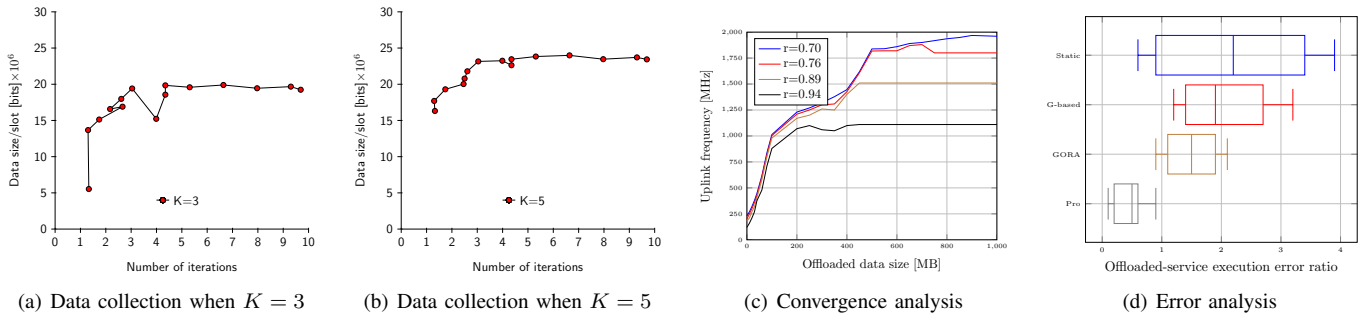 30
25
20
15
10
5
0
0 1 2 3 4 5 6 7 8 9 10
Data size/slot [bits]×10⁶
Number of iterations
K=3
(a) Data collection when K = 3
30
25
20
15
10
5
0
0 1 2 3 4 5 6 7 8 9 10
Data size/slot [bits]×10⁶
Number of iterations
K=5
(b) Data collection when K = 5
2,000
1,750
1,500
1,250
1,000
750
500
250
0
0 200 400 600 800 1,000
Uplink frequency [MHz]
Offloaded data size [MB]
r=0.70
r=0.76
r=0.89
r=0.94
(c) Convergence analysis
Static
G-based
GORA
Pro
0 1 2 3 4
Offloaded-service execution error ratio
(d) Error analysis